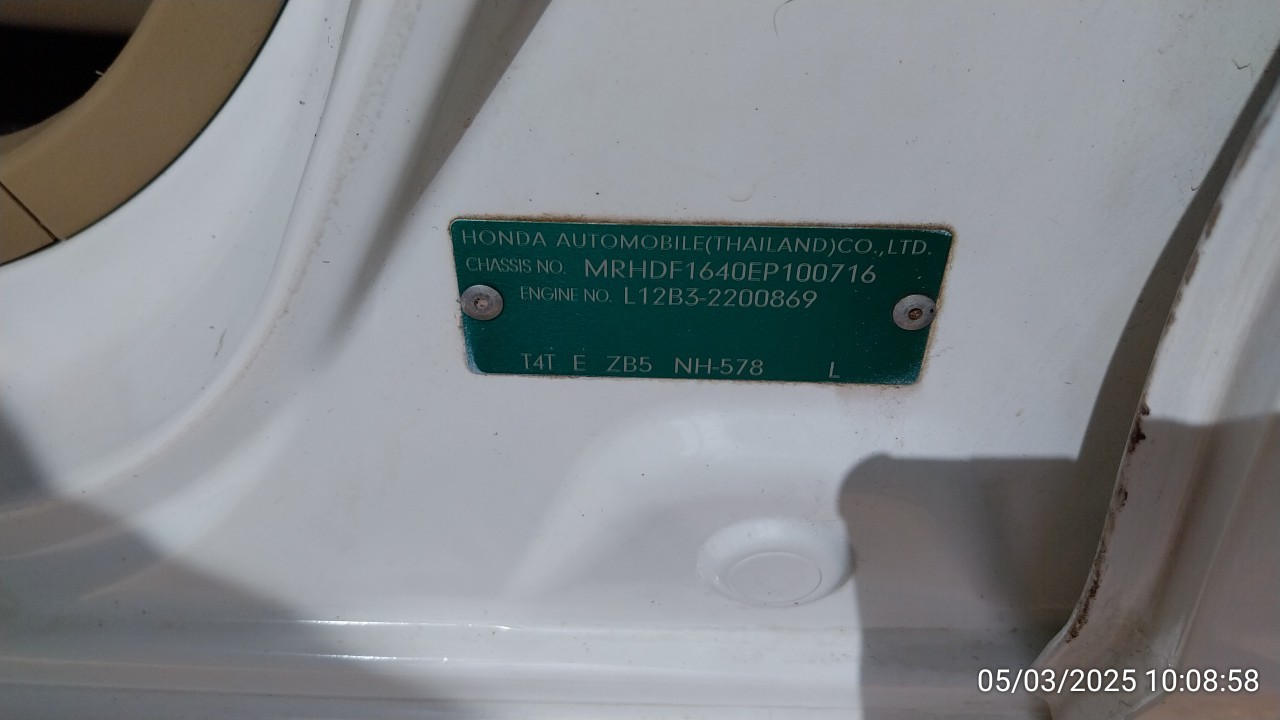 HONDA AUTOMOBILE(THAILAND)CO.,LTD.
CHASSIS NO. MRHDF1640EP100716
ENGINE NO. L12B3-2200869
T4T E ZB5 NH-578 L
05/03/2025 10:08:58